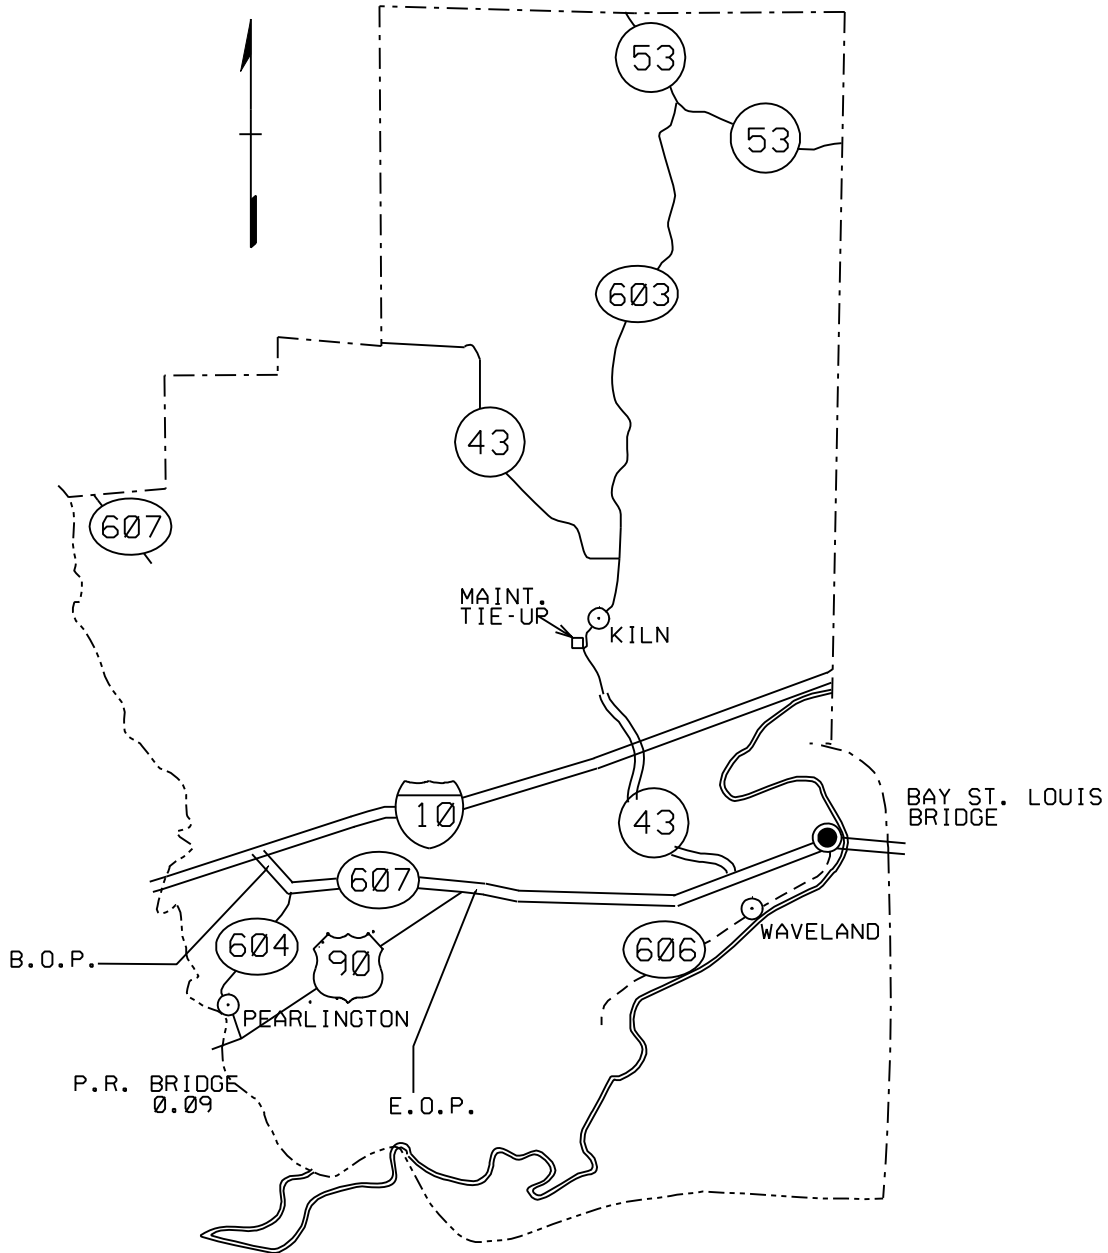 53
53
603
43
607
MAINT.
TIE-UP
KILN
10
43
BAY ST. LOUIS
BRIDGE
607
604
90
606
WAVELAND
B.O.P.
PEARLINGTON
P.R. BRIDGE
0.09
E.O.P.